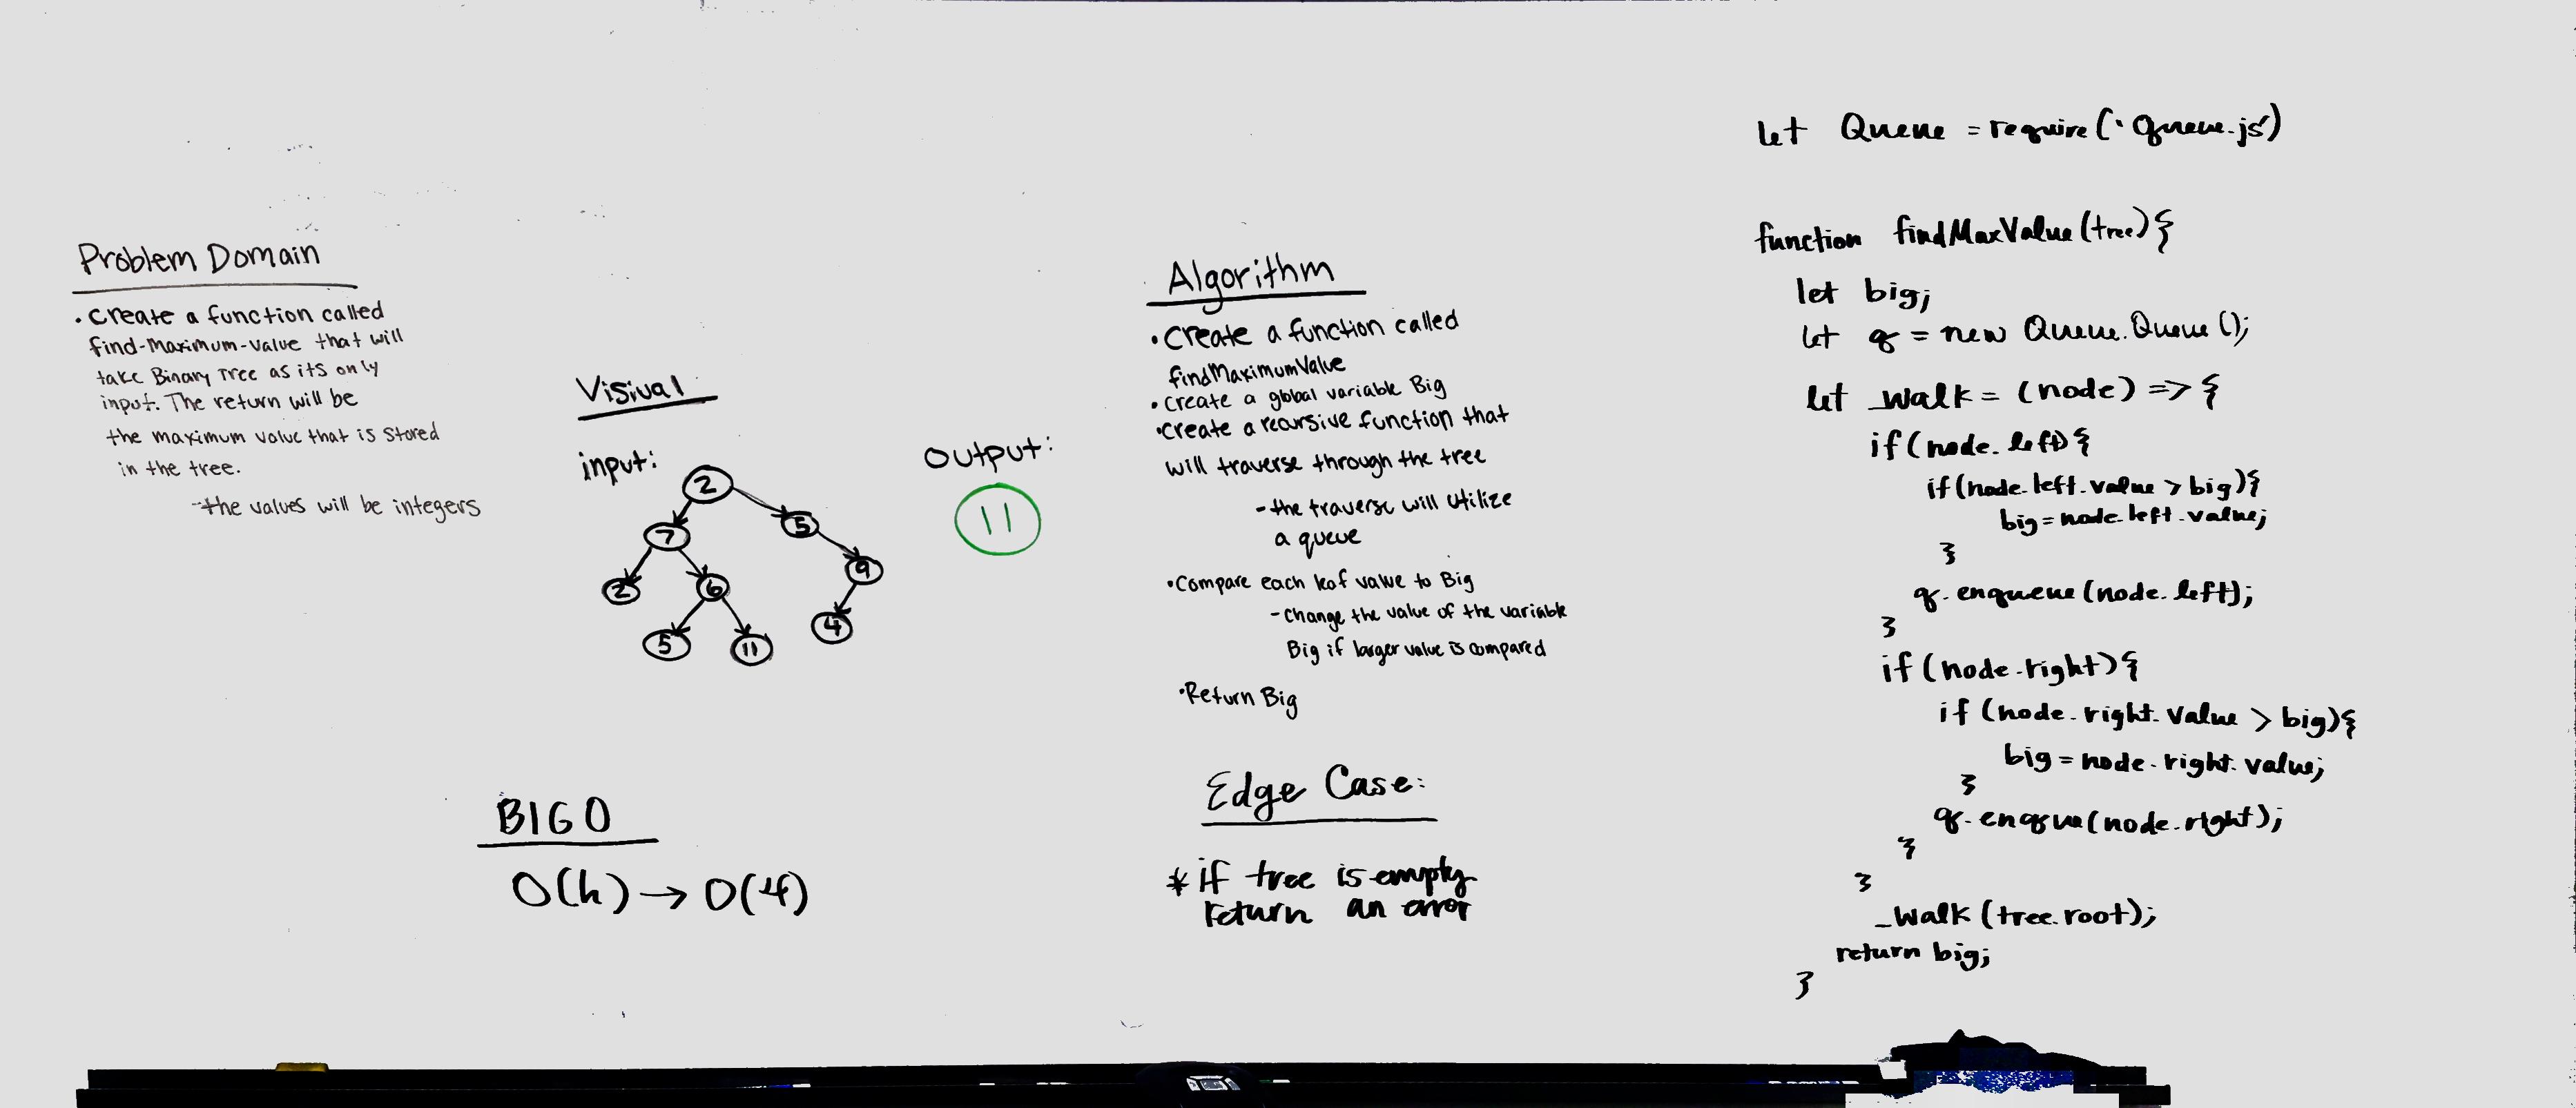 Problem Domain
• Create a function called
find-maximum-value that will
take Binary Tree as its only
input. The return will be
the maximum value that is stored
in the tree.
- the values will be integers
Visiual
input:
2
7
5
2
6
9
5
11
4
Output:
11
BIG O
O(h) → O(4)
Algorithm
• Create a function called
findMaximumValue
• Create a global variable Big
• Create a recursive function that
will traverse through the tree
- the traverse will utilize
a queue
• Compare each leaf value to Big
- Change the value of the variable
Big if larger value is compared
• Return Big
Edge Case:
* if tree is empty
return an error
let Queue = require('Queue.js')
function findMaxValue(tree){
let big;
let q = new Queue.Queue();
let _walk = (node) => {
if(node.left){
if(node.left.value > big){
big = node.left.value;
}
q.enqueue(node.left);
}
if(node.right){
if(node.right.value > big){
big = node.right.value;
}
q.enqueue(node.right);
}
}
_walk(tree.root);
return big;
}